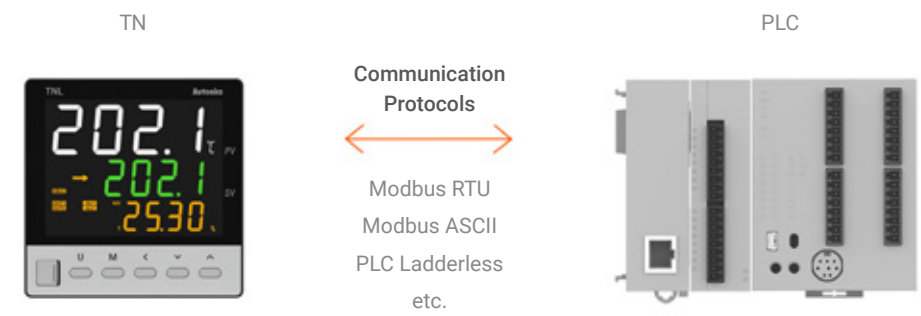 TN
PLC
Communication
Protocols
Modbus RTU
Modbus ASCII
PLC Ladderless
etc.
TNL
Autonics
202.1 ℃ PV
202.1 SV
25.30 %
U M